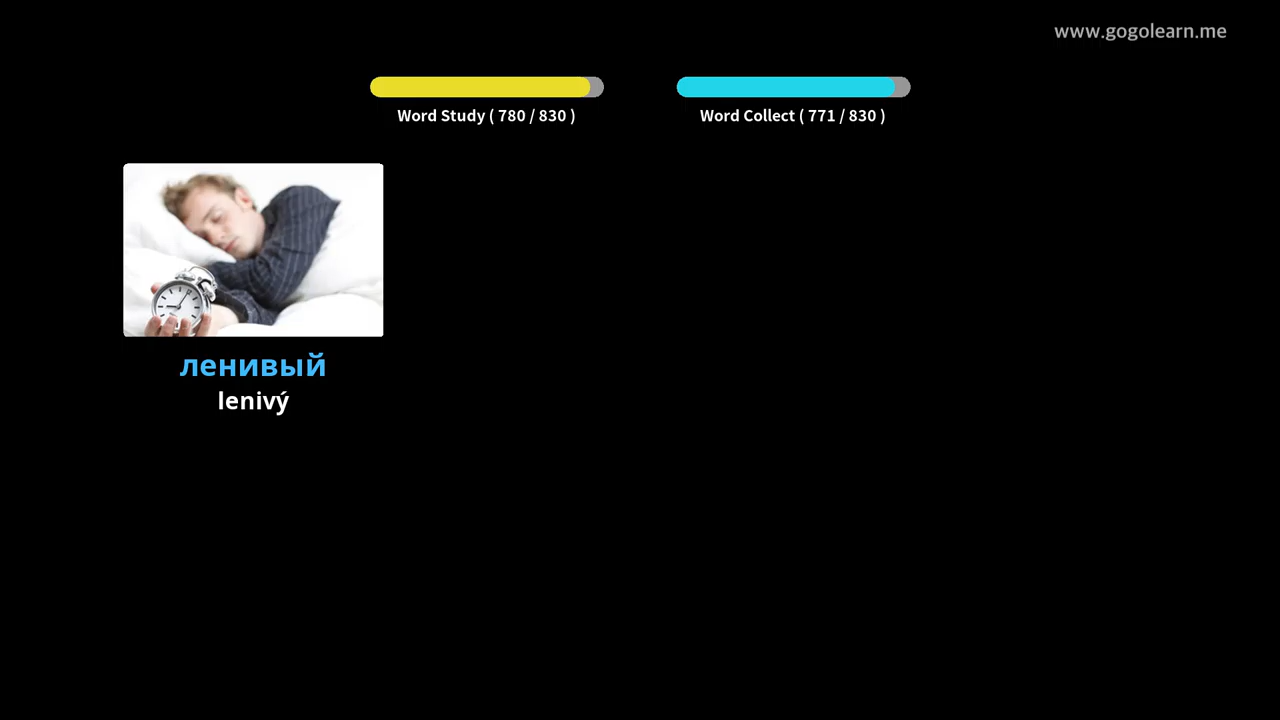 www.gogolearn.me
Word Study ( 780 / 830 )
Word Collect ( 771 / 830 )
ленивый
lenivý